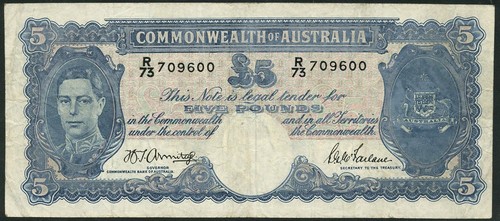 5 COMMONWEALTH OF AUSTRALIA 5
R/73 709600 £5 R/73 709600
This Note is legal tender for
FIVE POUNDS
in the Commonwealth and in all Territories
under the control of the Commonwealth.
H. T. Armitage S. G. McFarlane
GOVERNOR SECRETARY TO THE TREASURY
COMMONWEALTH BANK OF AUSTRALIA
5 5